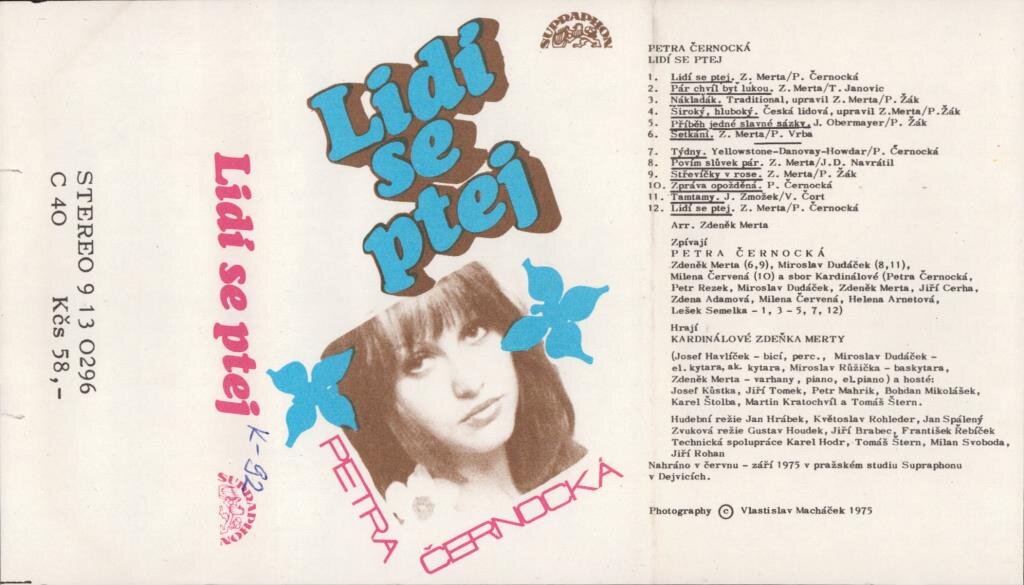 STEREO 9 13 0296
C 40 Kčs 58,-
Lidi se ptej
K-92
SUPRAPHON
Lidí
se
ptej
SUPRAPHON
PETRA
ČERNOCKÁ
PETRA ČERNOCKÁ
LIDÍ SE PTEJ
1. Lidí se ptej. Z. Merta/P. Černocká
2. Pár chvil být lukou. Z. Merta/T. Janovic
3. Nákladák. Traditional, upravil Z. Merta/P. Žák
4. Široký, hluboký. Česká lidová, upravil Z.Merta/P.Žák
5. Příběh jedné slavné sázky. J. Obermayer/P. Žák
6. Setkání. Z. Merta/P. Vrba
7. Týdny. Yellowstone-Danovay-Howdar/P. Černocká
8. Povím slůvek pár. Z. Merta/J.D. Navrátil
9. Střevíčky v rose. Z. Merta/P. Žák
10. Zpráva opožděná. P. Černocká
11. Tamtamy. J. Zmožek/V. Čort
12. Lidí se ptej. Z. Merta/P. Černocká
Arr. Zdeněk Merta
Zpívají
PETRA ČERNOCKÁ
Zdeněk Merta (6,9), Miroslav Dudáček (8,11),
Milena Červená (10) a sbor Kardinálové (Petra Černocká,
Petr Rezek, Miroslav Dudáček, Zdeněk Merta, Jiří Cerha,
Zdena Adamová, Milena Červená, Helena Arnetová,
Lešek Semelka - 1, 3 - 5, 7, 12)
Hrají
KARDINÁLOVÉ ZDEŇKA MERTY
(Josef Havlíček - bicí, perc., Miroslav Dudáček -
el. kytara, ak. kytara, Miroslav Růžička - baskytara,
Zdeněk Merta - varhany, piano, el.piano) a hosté:
Josef Kůstka, Jiří Tomek, Petr Mahrik, Bohdan Mikolášek,
Karel Štolba, Martin Kratochvíl a Tomáš Štern.
Hudební režie Jan Hrábek, Květoslav Rohleder, Jan Spálený
Zvuková režie Gustav Houdek, Jiří Brabec, František Řebíček
Technická spolupráce Karel Hodr, Tomáš Štern, Milan Svoboda,
Jiří Rohan
Nahráno v červnu - září 1975 v pražském studiu Supraphonu
v Dejvicích.
Photography © Vlastislav Macháček 1975